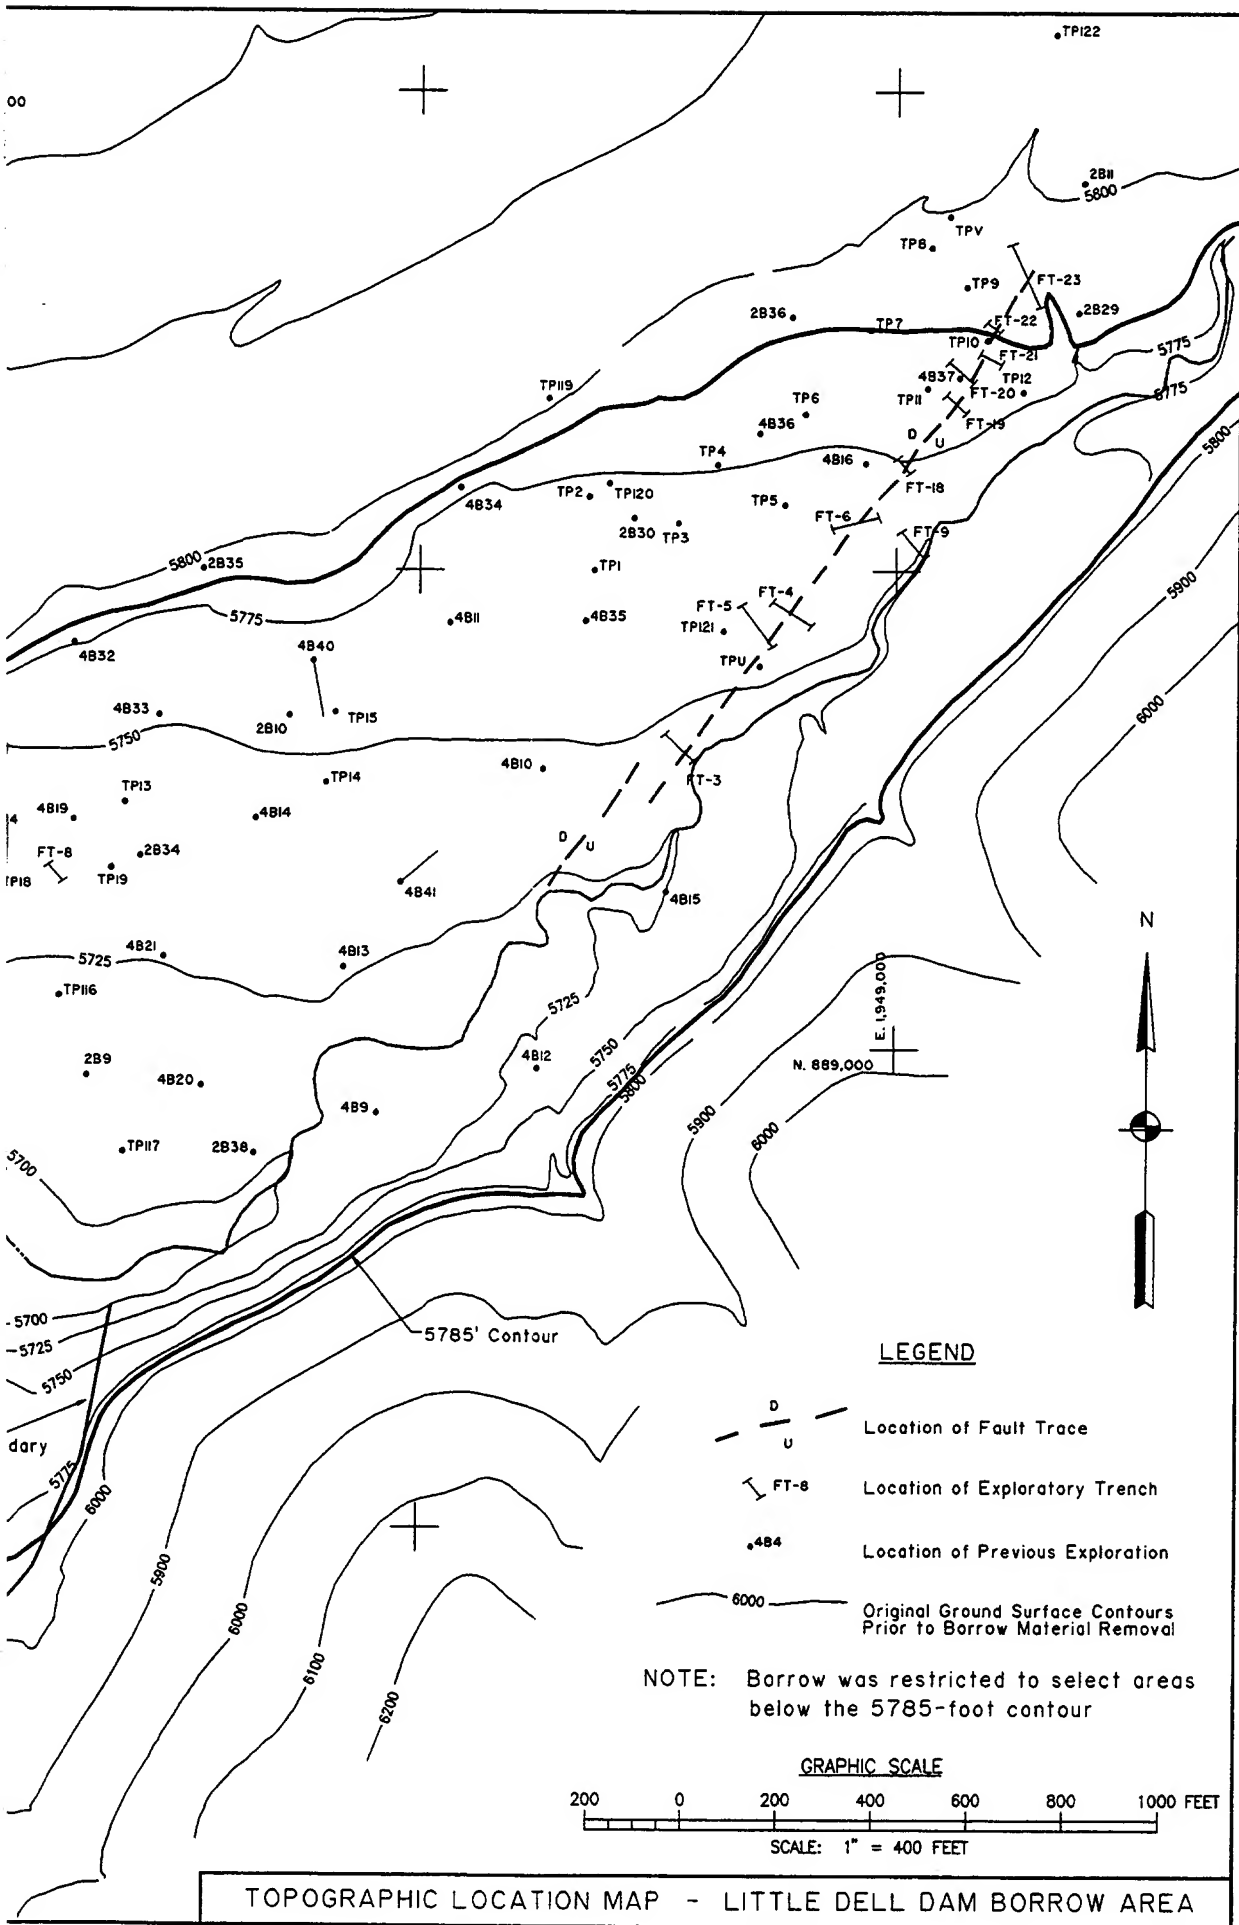 TP122
00
2B11
5800
TPV
TP8
FT-23
TP9
2B29
2B36
FT-22
TP7
TP10
5775
FT-21
TP12
4B37
TP119
TP11
FT-20
5775
TP6
FT-19
4B36
D
U
5800
TP4
4B16
FT-18
4B34
TP2
TP120
TP5
FT-6
2B30
TP3
FT-9
5800
2B35
TP1
5900
FT-4
5775
4B11
4B35
FT-5
TP121
4B32
4B40
TPU
4B33
2B10
TP15
6000
5750
4B10
TP14
FT-3
TP13
4B19
4B14
4
D
U
FT-8
2B34
TP18
TP19
4B41
4B15
N
4B21
4B13
5725
TP116
5725
E. 1,949,000
2B9
4B20
4B12
5750
N. 889,000
5775
5800
4B9
5900
6000
5700
TP117
2B38
5700
5725
5785' Contour
5750
LEGEND
D
U
Location of Fault Trace
dary
5775
6000
FT-8
Location of Exploratory Trench
4B4
Location of Previous Exploration
5900
6000
6000
Original Ground Surface Contours
Prior to Borrow Material Removal
6100
6200
NOTE: Borrow was restricted to select areas
below the 5785-foot contour
GRAPHIC SCALE
200 0 200 400 600 800 1000 FEET
SCALE: 1" = 400 FEET
TOPOGRAPHIC LOCATION MAP - LITTLE DELL DAM BORROW AREA